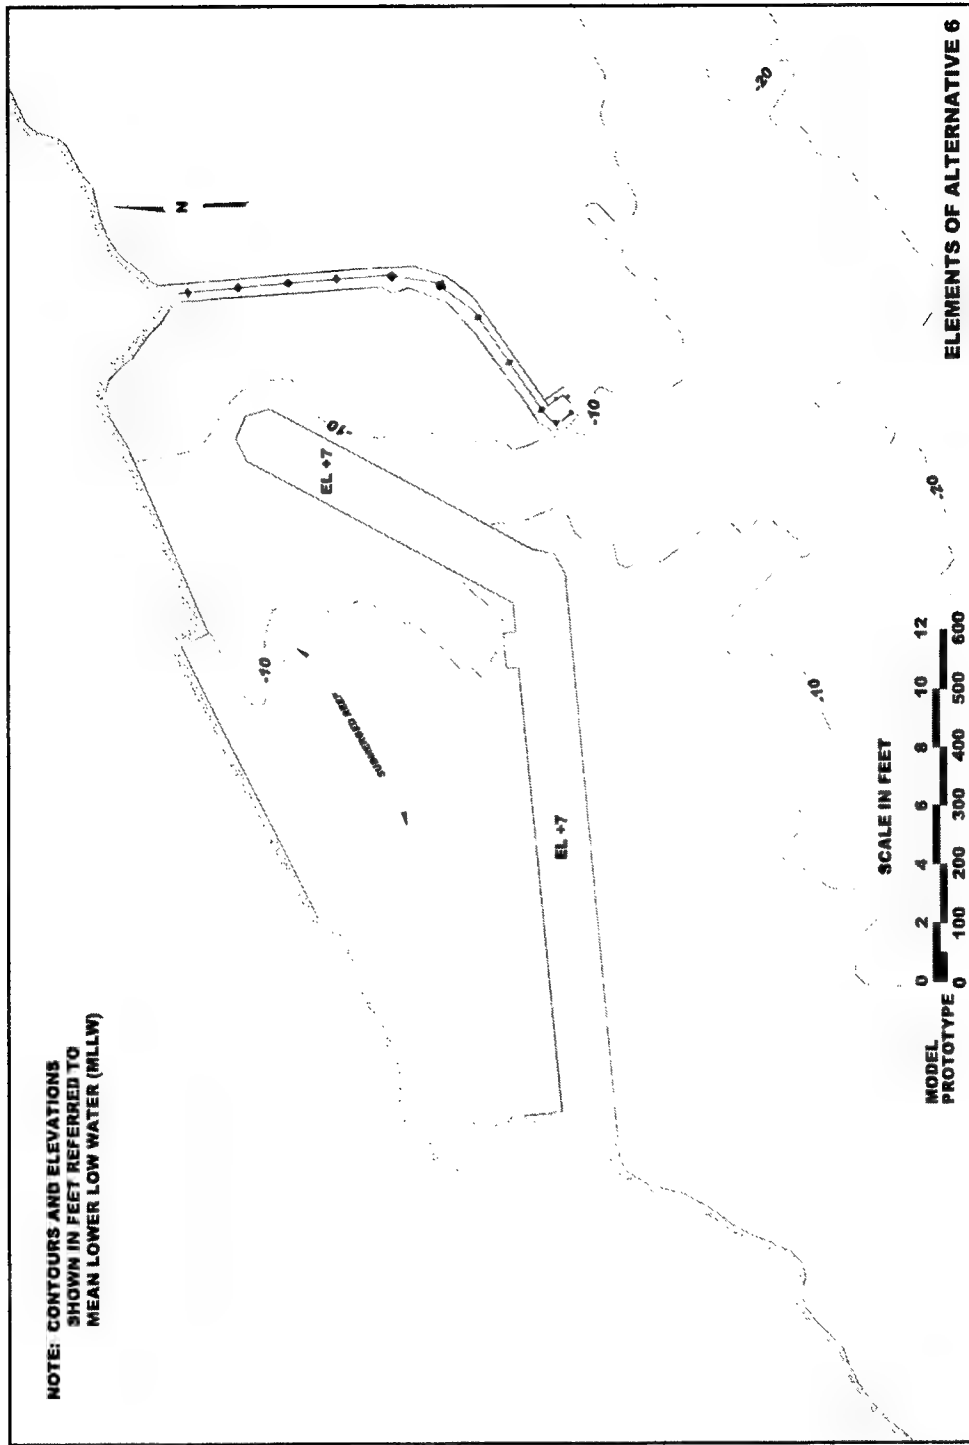 NOTE: CONTOURS AND ELEVATIONS
SHOWN IN FEET REFERRED TO
MEAN LOWER LOW WATER (MLLW)
N
-10
-10
SUBMERGED REEF
EL +7
EL +7
-10
-10
-20
-20
SCALE IN FEET
MODEL 0 2 4 6 8 10 12
PROTOTYPE 0 100 200 300 400 500 600
ELEMENTS OF ALTERNATIVE 6